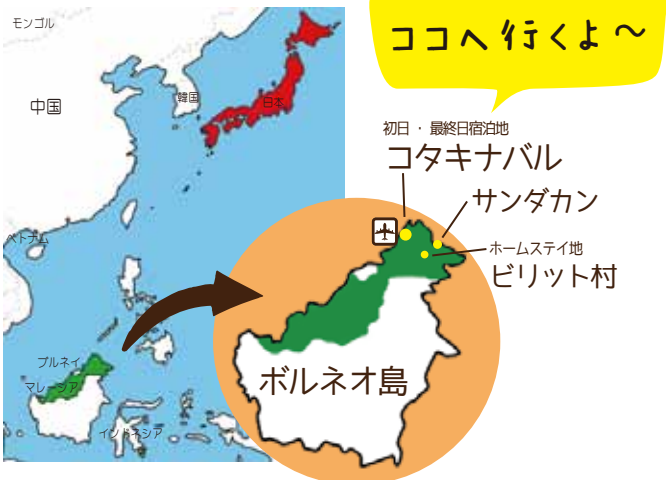 モンゴル
中国
韓国
日本
ベトナム
ブルネイ
マレーシア
インドネシア
ココへ行くよ～
初日・最終日宿泊地
コタキナバル
サンダカン
ホームステイ地
ビリット村
ボルネオ島